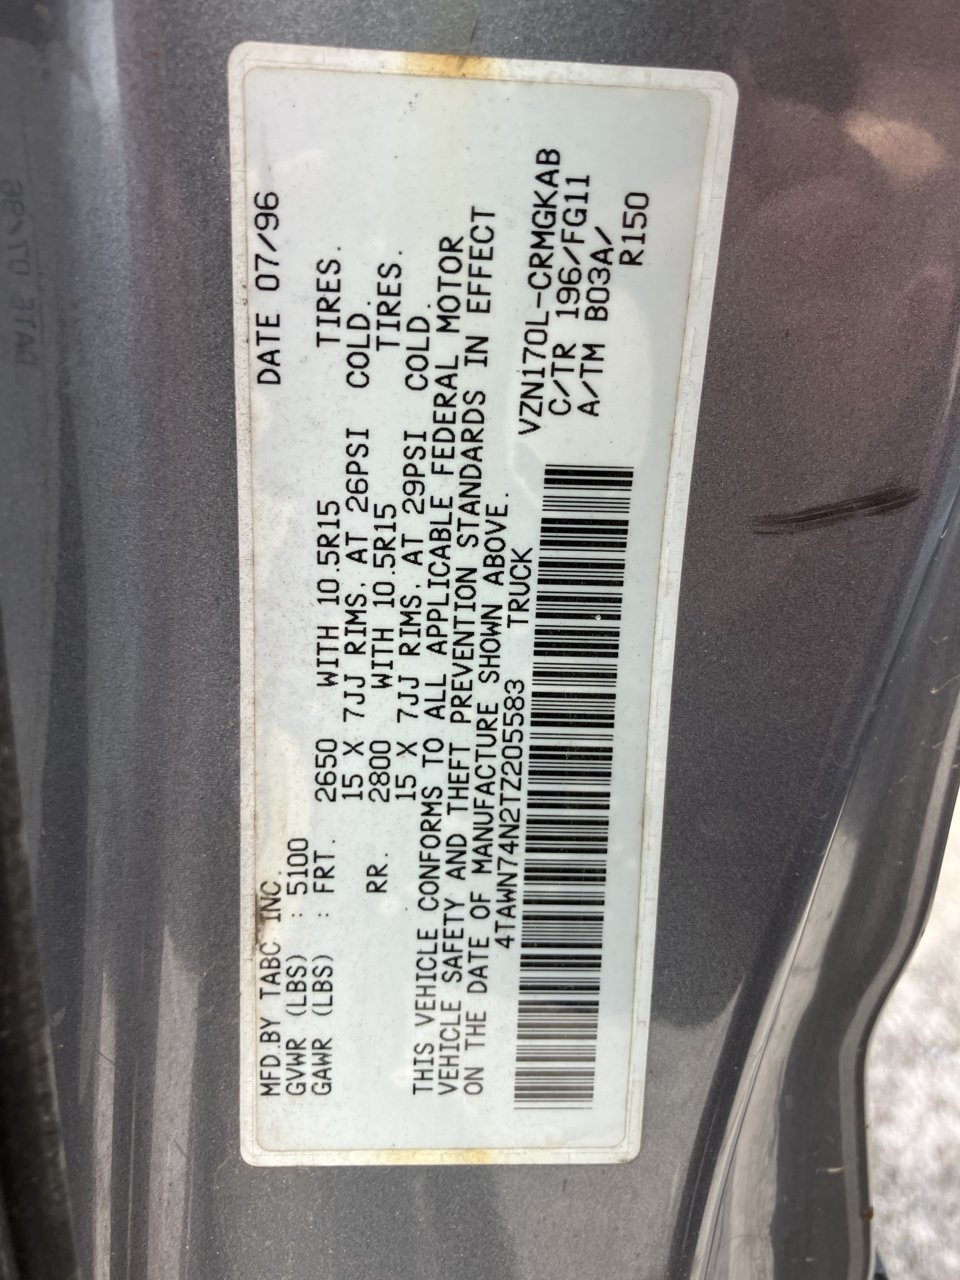 MFD.BY TABC INC. DATE 07/96
GVWR (LBS) : 5100
GAWR (LBS) : FRT. 2650 WITH 10.5R15 TIRES.
15 X 7JJ RIMS, AT 26PSI COLD.
RR. 2800 WITH 10.5R15 TIRES.
15 X 7JJ RIMS, AT 29PSI COLD.
THIS VEHICLE CONFORMS TO ALL APPLICABLE FEDERAL MOTOR
VEHICLE SAFETY AND THEFT PREVENTION STANDARDS IN EFFECT
ON THE DATE OF MANUFACTURE SHOWN ABOVE.
4TAWN74N2TZ205583 TRUCK
VZN170L-CRMGKAB
C/TR 196/FG11
A/TM B03A/
R150